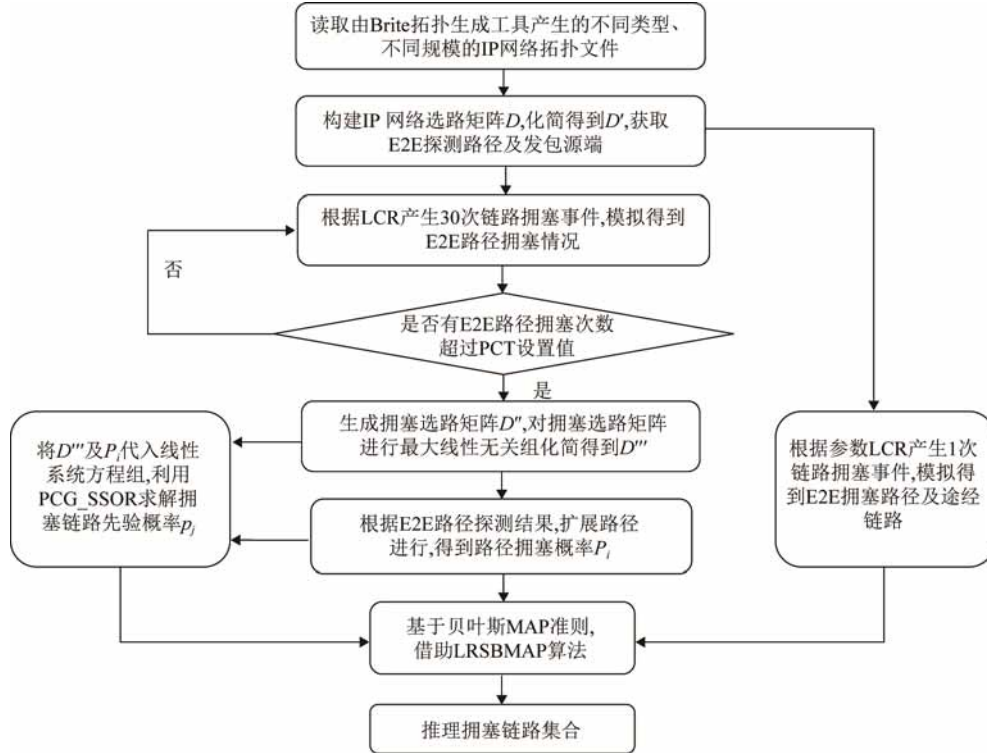 读取由Brite拓扑生成工具产生的不同类型、
不同规模的IP网络拓扑文件
构建IP 网络选路矩阵D,化简得到D′,获取
E2E探测路径及发包源端
根据LCR产生30次链路拥塞事件,模拟得到
E2E路径拥塞情况
否
是否有E2E路径拥塞次数
超过PCT设置值
是
生成拥塞选路矩阵D″,对拥塞选路矩阵
进行最大线性无关组化简得到D‴
将D‴及Pi代入线性
系统方程组,利用
PCG_SSOR求解拥
塞链路先验概率pj
根据E2E路径探测结果,扩展路径
进行,得到路径拥塞概率Pi
根据参数LCR产生1次
链路拥塞事件,模拟得
到E2E拥塞路径及途经
链路
基于贝叶斯MAP准则,
借助LRSBMAP算法
推理拥塞链路集合